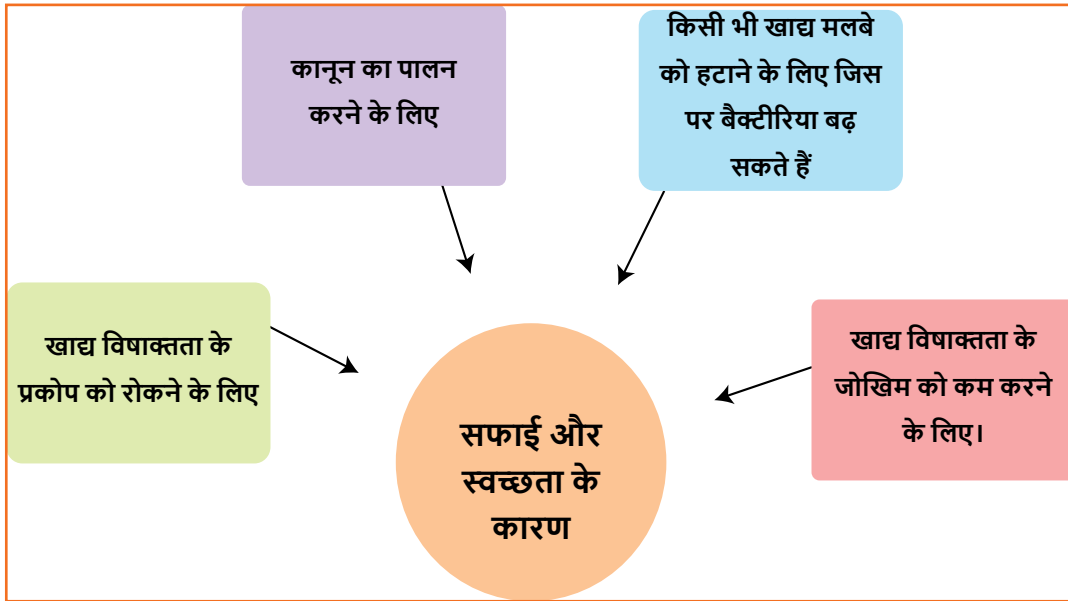 कानून का पालन
करने के लिए
किसी भी खाद्य मलबे
को हटाने के लिए जिस
पर बैक्टीरिया बढ़
सकते हैं
खाद्य विषाक्तता के
प्रकोप को रोकने के लिए
खाद्य विषाक्तता के
जोखिम को कम करने
के लिए।
सफाई और
स्वच्छता के
कारण